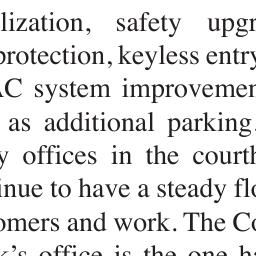 lization, safety upgr
protection, keyless entry
AC system improvemen
as additional parking.
y offices in the courth
inue to have a steady flo
omers and work. The Co
k's office is the one ha